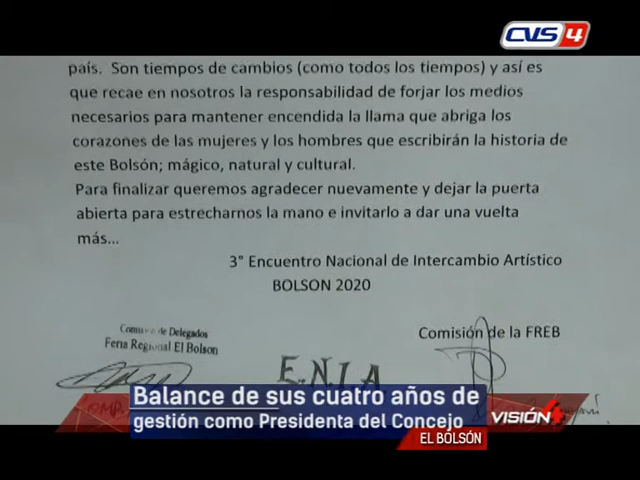 CVS 4
país. Son tiempos de cambios (como todos los tiempos) y así es
que recae en nosotros la responsabilidad de forjar los medios
necesarios para mantener encendida la llama que abriga los
corazones de las mujeres y los hombres que escribirán la historia de
este Bolsón; mágico, natural y cultural.
Para finalizar queremos agradecer nuevamente y dejar la puerta
abierta para estrecharnos la mano e invitarlo a dar una vuelta
más...
3° Encuentro Nacional de Intercambio Artístico
BOLSON 2020
Comisión de la FREB
de Delegados
Feria Regional El Bolson
E.N.I.A
Balance de sus cuatro años de
gestión como Presidenta del Concejo
VISIÓN 4
EL BOLSÓN